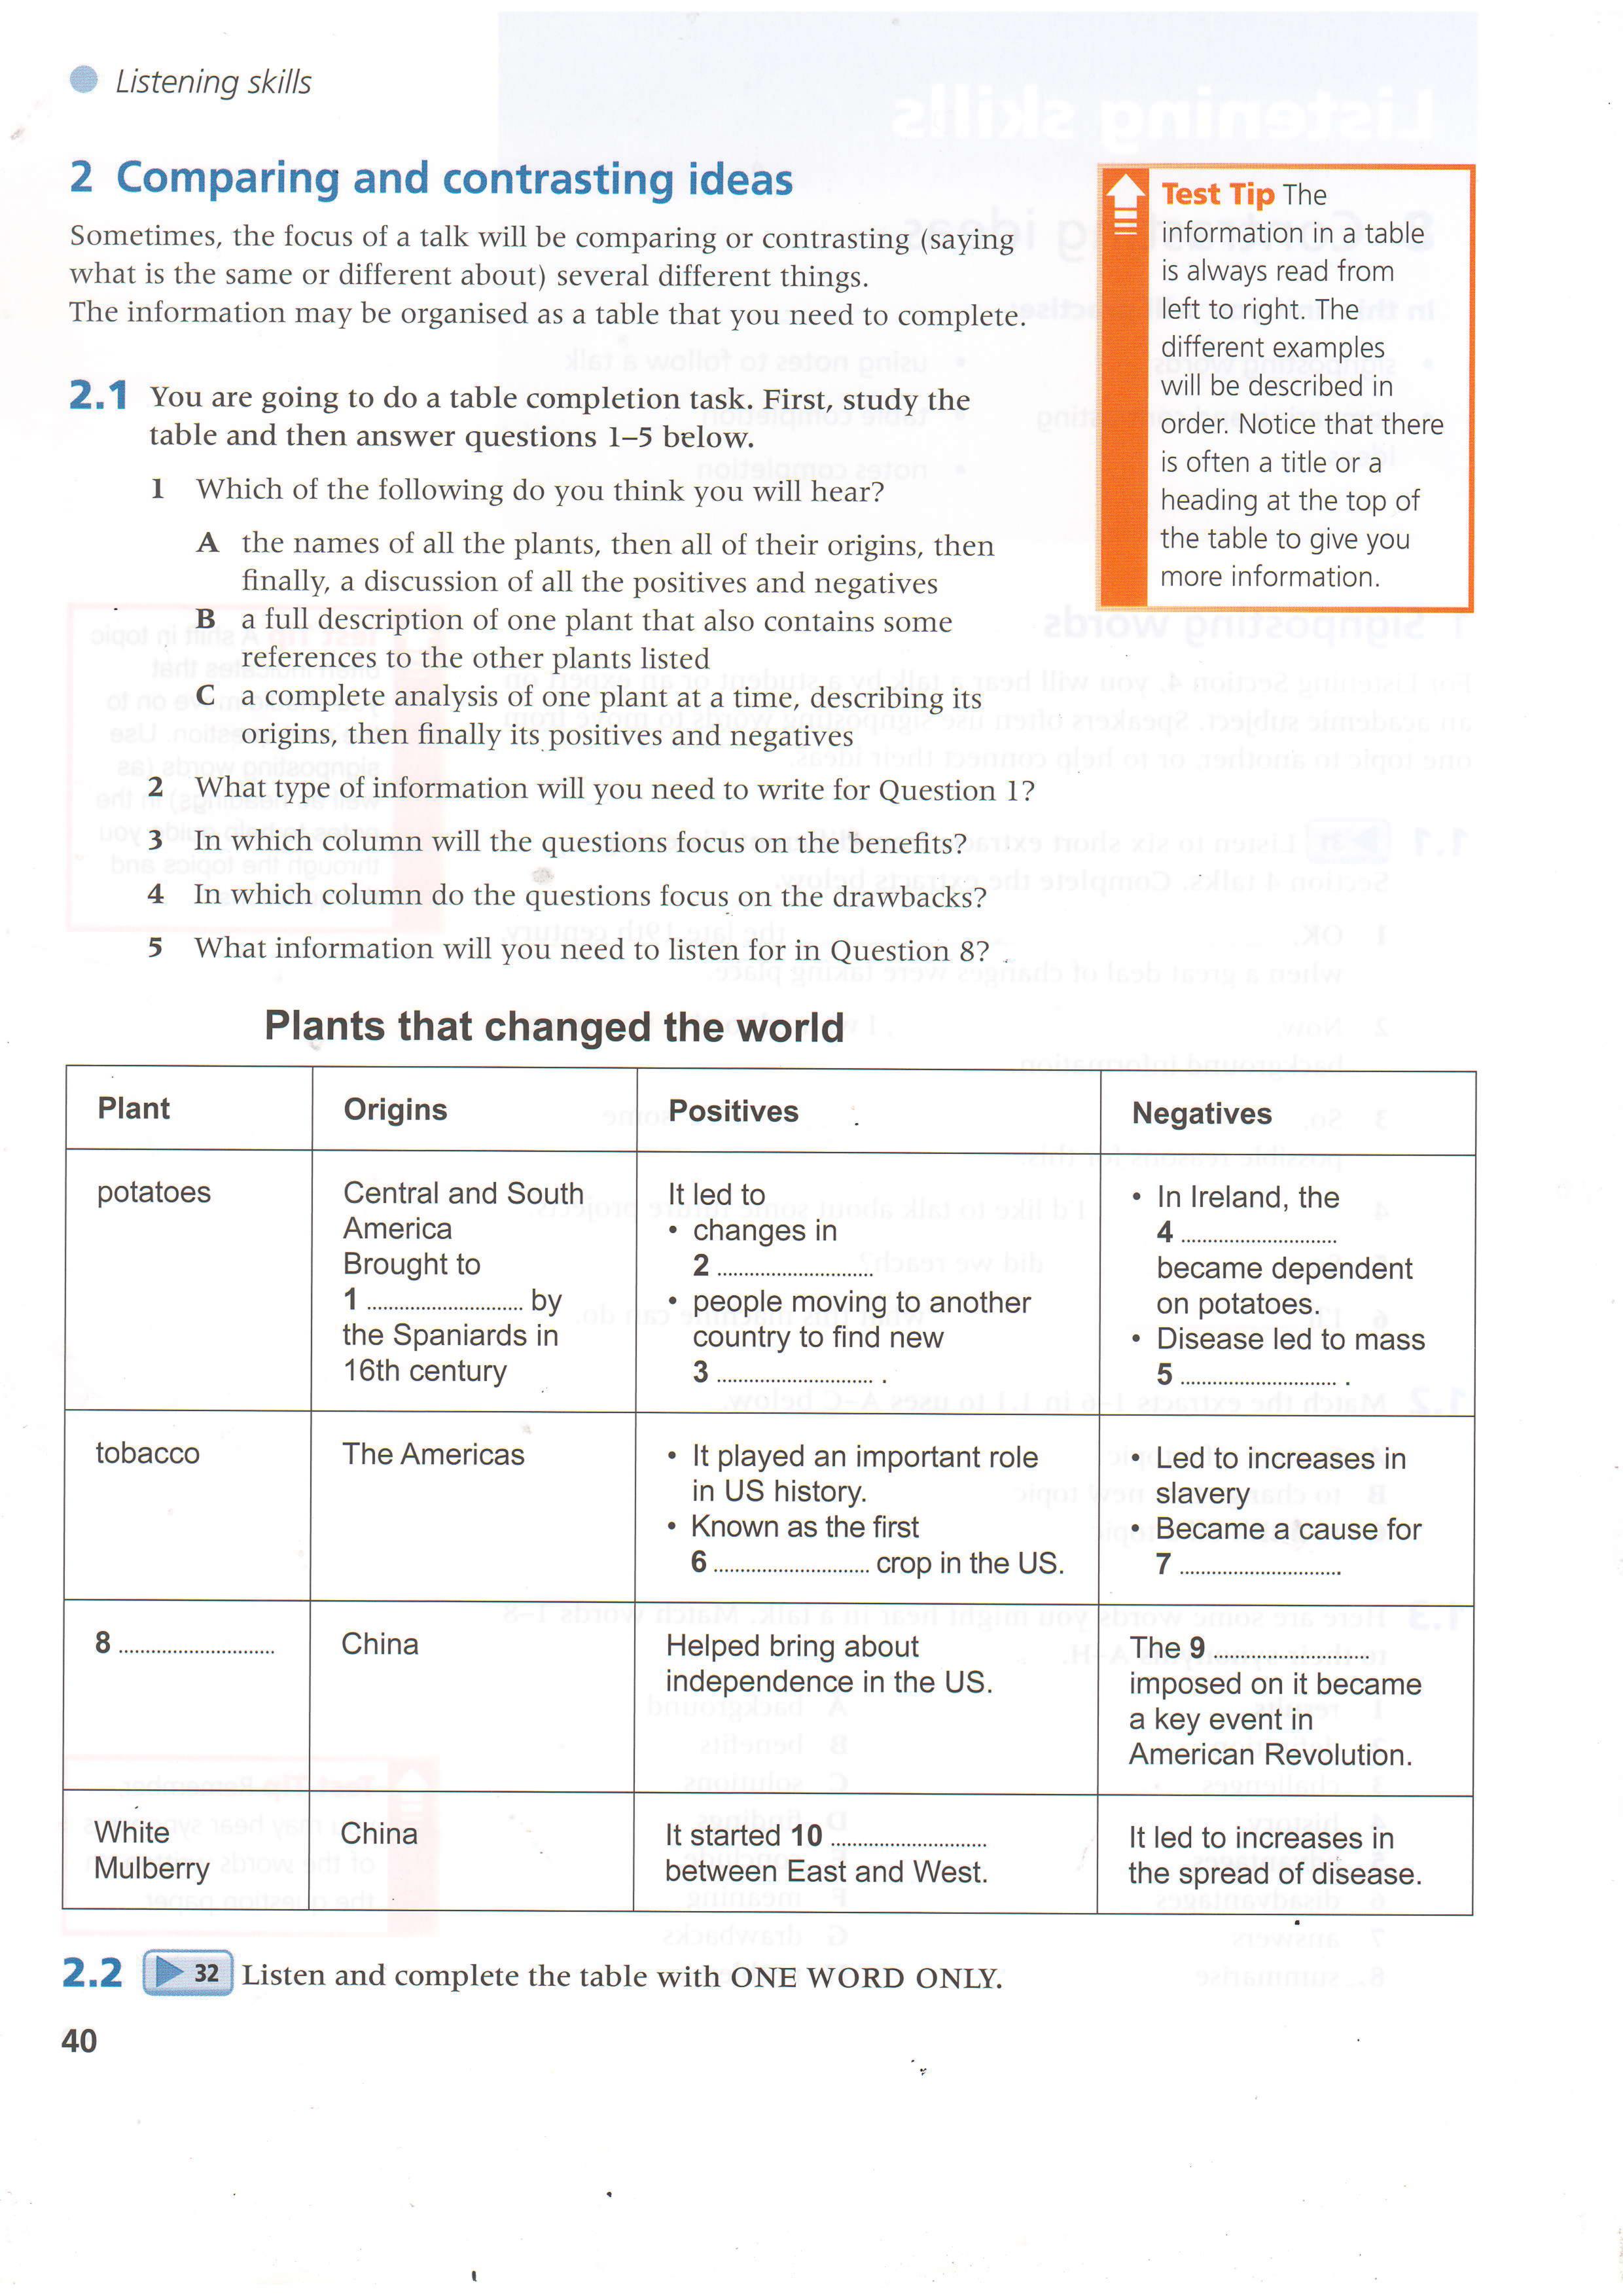 Listening skills
2 Comparing and contrasting ideas
Sometimes, the focus of a talk will be comparing or contrasting (saying
what is the same or different about) several different things.
The information may be organised as a table that you need to complete.
Test Tip The
information in a table
is always read from
left to right. The
different examples
will be described in
order. Notice that there
is often a title or a
heading at the top of
the table to give you
more information.
2.1 You are going to do a table completion task. First, study the
table and then answer questions 1–5 below.
1 Which of the following do you think you will hear?
A the names of all the plants, then all of their origins, then
finally, a discussion of all the positives and negatives
B a full description of one plant that also contains some
references to the other plants listed
C a complete analysis of one plant at a time, describing its
origins, then finally its positives and negatives
2 What type of information will you need to write for Question 1?
3 In which column will the questions focus on the benefits?
4 In which column do the questions focus on the drawbacks?
5 What information will you need to listen for in Question 8?
Plants that changed the world
Plant Origins Positives Negatives
potatoes
Central and South
America
Brought to
1 .......................... by
the Spaniards in
16th century
It led to
• changes in
2 ..........................
• people moving to another
country to find new
3 .......................... .
• In Ireland, the
4 ..........................
became dependent
on potatoes.
• Disease led to mass
5 .......................... .
tobacco
The Americas
• It played an important role
in US history.
• Known as the first
6 .......................... crop in the US.
• Led to increases in
slavery
• Became a cause for
7 ..........................
8 ..........................
China
Helped bring about
independence in the US.
The 9 ..........................
imposed on it became
a key event in
American Revolution.
White
Mulberry
China
It started 10 ..........................
between East and West.
It led to increases in
the spread of disease.
2.2 32 Listen and complete the table with ONE WORD ONLY.
40